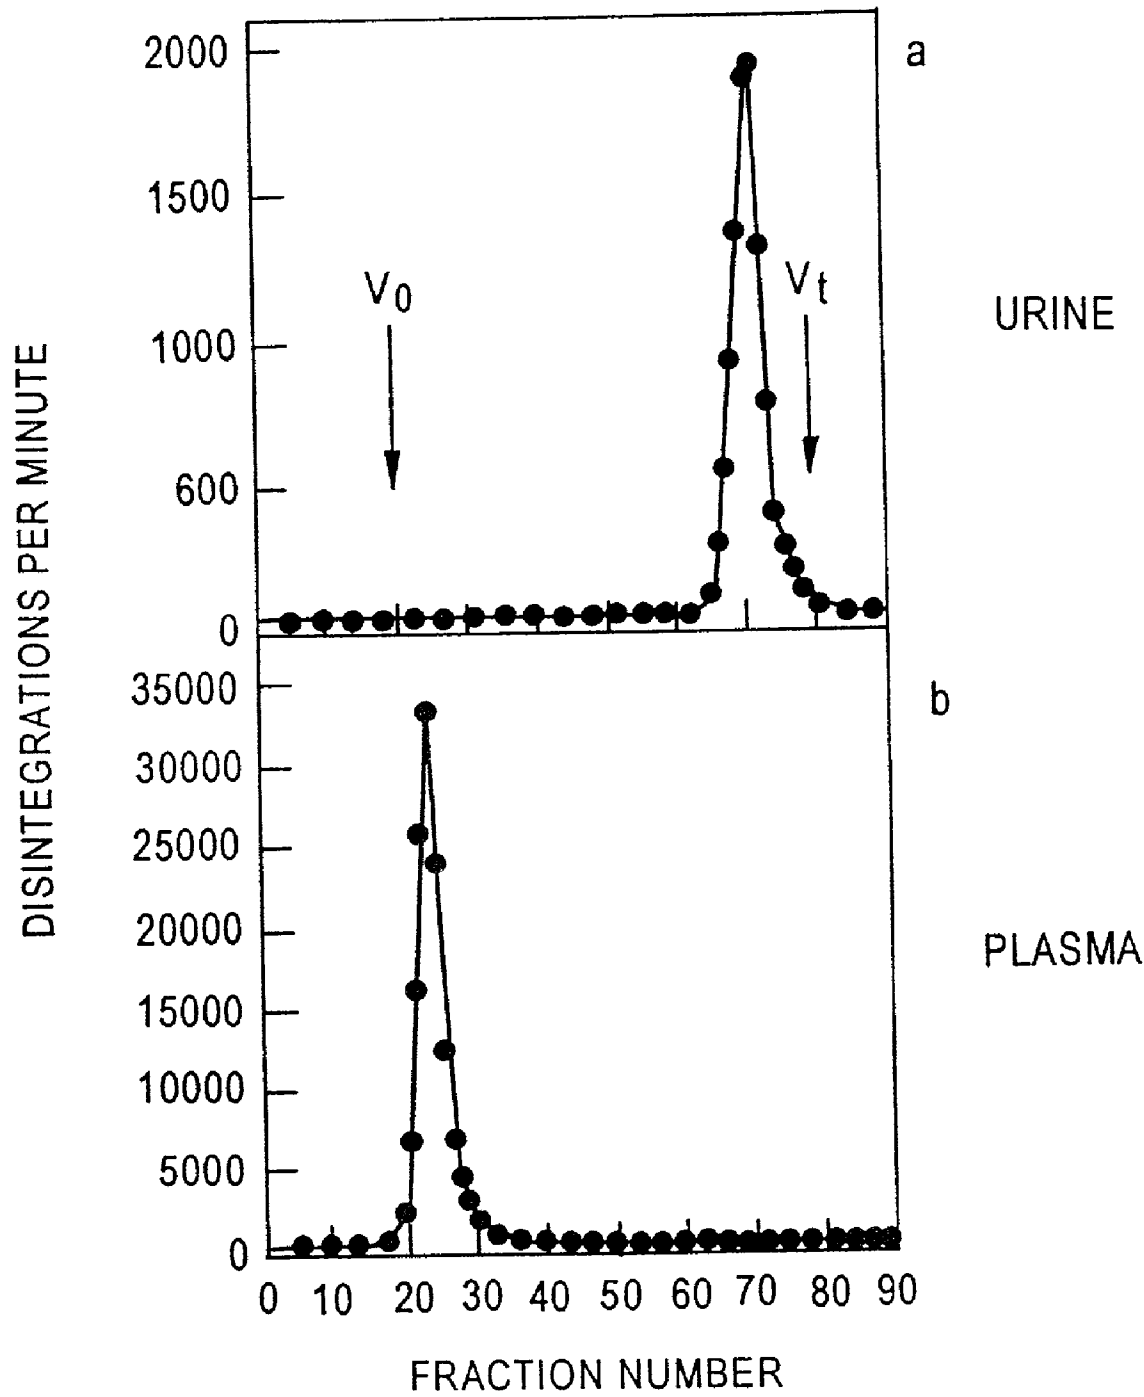 2000
a
1500
V0
Vt
URINE
1000
600
0
DISINTEGRATIONS PER MINUTE
35000
b
30000
25000
20000
PLASMA
15000
10000
5000
0
0 10 20 30 40 50 60 70 80 90
FRACTION NUMBER